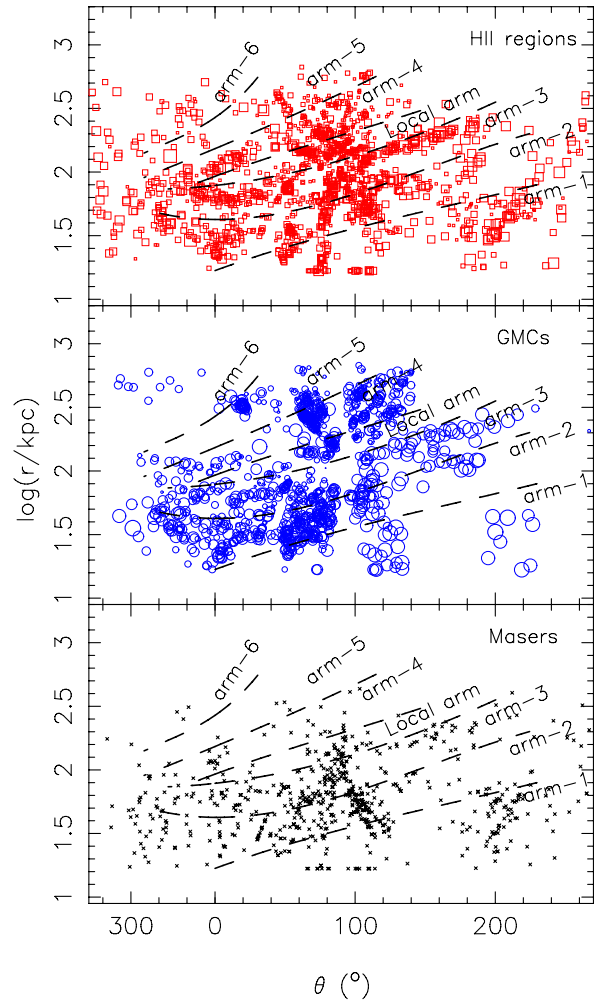 HII regions
arm-6
arm-5
arm-4
Local arm
arm-3
arm-2
arm-1
3
2.5
2
1.5
1
GMCs
arm-6
arm-5
arm-4
Local arm
arm-3
arm-2
arm-1
3
2.5
2
1.5
1
log(r/kpc)
Masers
arm-6
arm-5
arm-4
Local arm
arm-3
arm-2
arm-1
3
2.5
2
1.5
1
300 0 100 200
θ (°)